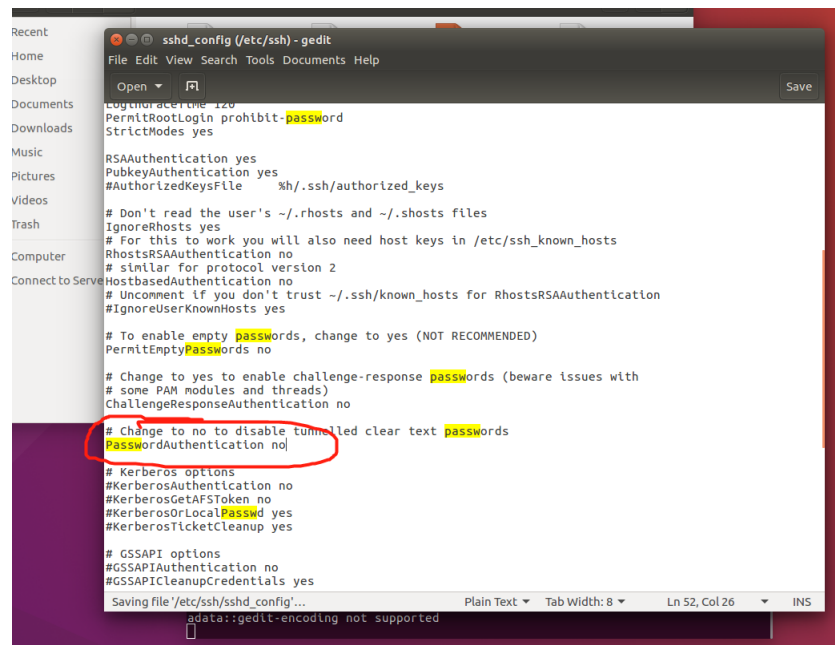 Recent
Home
Desktop
Documents
Downloads
Music
Pictures
Videos
Trash
Computer
Connect to Serve
sshd_config (/etc/ssh) - gedit
File Edit View Search Tools Documents Help
Open
Save
LoginGraceTime 120
PermitRootLogin prohibit-password
StrictModes yes
RSAAuthentication yes
PubkeyAuthentication yes
#AuthorizedKeysFile %h/.ssh/authorized_keys
# Don't read the user's ~/.rhosts and ~/.shosts files
IgnoreRhosts yes
# For this to work you will also need host keys in /etc/ssh_known_hosts
RhostsRSAAuthentication no
# similar for protocol version 2
HostbasedAuthentication no
# Uncomment if you don't trust ~/.ssh/known_hosts for RhostsRSAAuthentication
#IgnoreUserKnownHosts yes
# To enable empty passwords, change to yes (NOT RECOMMENDED)
PermitEmptyPasswords no
# Change to yes to enable challenge-response passwords (beware issues with
# some PAM modules and threads)
ChallengeResponseAuthentication no
# Change to no to disable tunnelled clear text passwords
PasswordAuthentication no
# Kerberos options
#KerberosAuthentication no
#KerberosGetAFSToken no
#KerberosOrLocalPasswd yes
#KerberosTicketCleanup yes
# GSSAPI options
#GSSAPIAuthentication no
#GSSAPICleanupCredentials yes
Saving file '/etc/ssh/sshd_config'... Plain Text Tab Width: 8 Ln 52, Col 26 INS
adata::gedit-encoding not supported